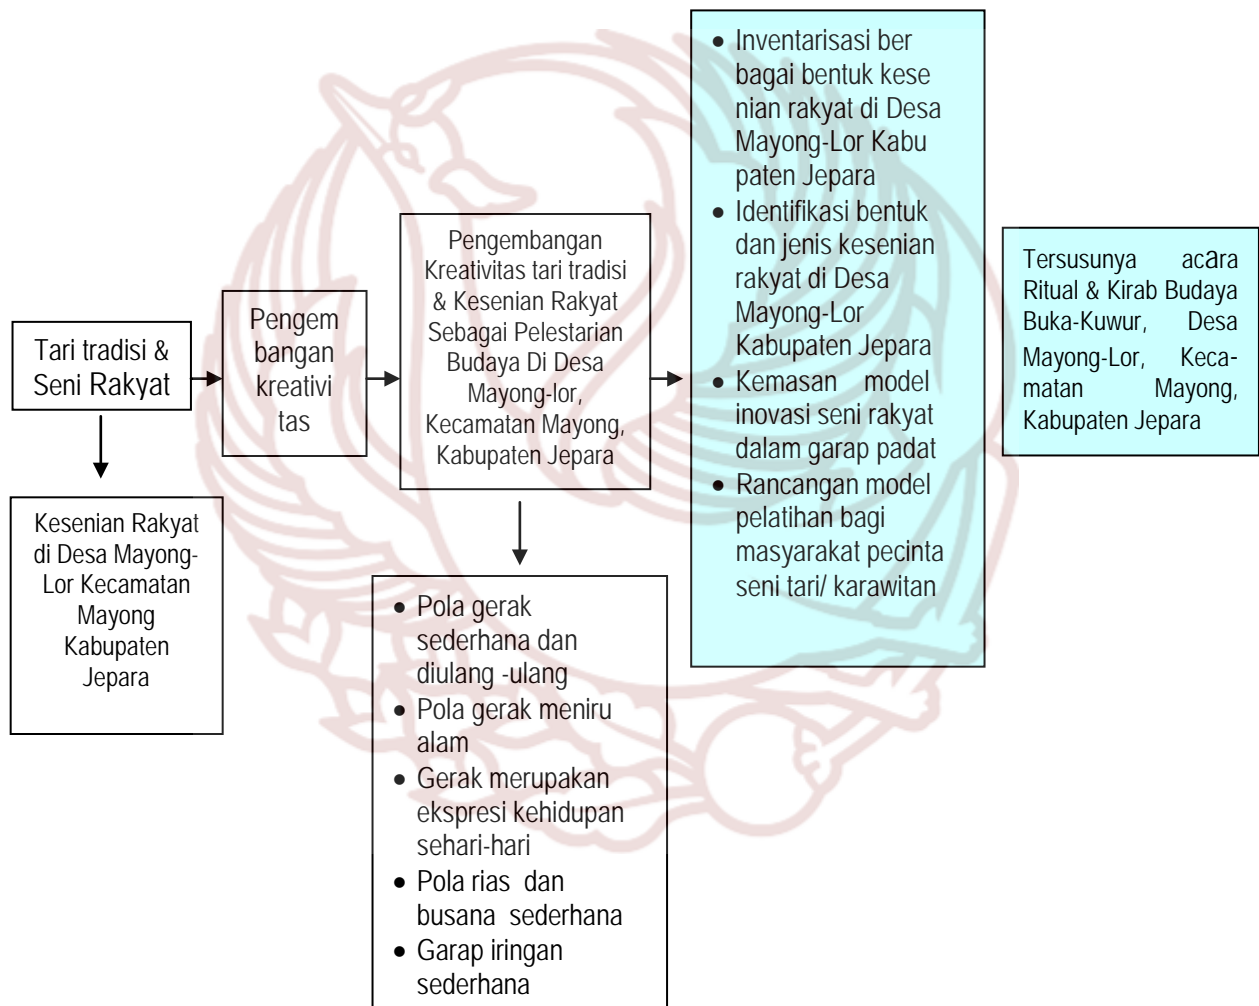 Tari tradisi &
Seni Rakyat
Kesenian Rakyat
di Desa Mayong-
Lor Kecamatan
Mayong
Kabupaten
Jepara
Pengem
bangan
kreativi
tas
Pengembangan
Kreativitas tari tradisi
& Kesenian Rakyat
Sebagai Pelestarian
Budaya Di Desa
Mayong-lor,
Kecamatan Mayong,
Kabupaten Jepara
• Pola gerak
sederhana dan
diulang -ulang
• Pola gerak meniru
alam
• Gerak merupakan
ekspresi kehidupan
sehari-hari
• Pola rias dan
busana sederhana
• Garap iringan
sederhana
• Inventarisasi ber
bagai bentuk kese
nian rakyat di Desa
Mayong-Lor Kabu
paten Jepara
• Identifikasi bentuk
dan jenis kesenian
rakyat di Desa
Mayong-Lor
Kabupaten Jepara
• Kemasan model
inovasi seni rakyat
dalam garap padat
• Rancangan model
pelatihan bagi
masyarakat pecinta
seni tari/ karawitan
Tersusunya acara
Ritual & Kirab Budaya
Buka-Kuwur, Desa
Mayong-Lor, Keca-
matan Mayong,
Kabupaten Jepara